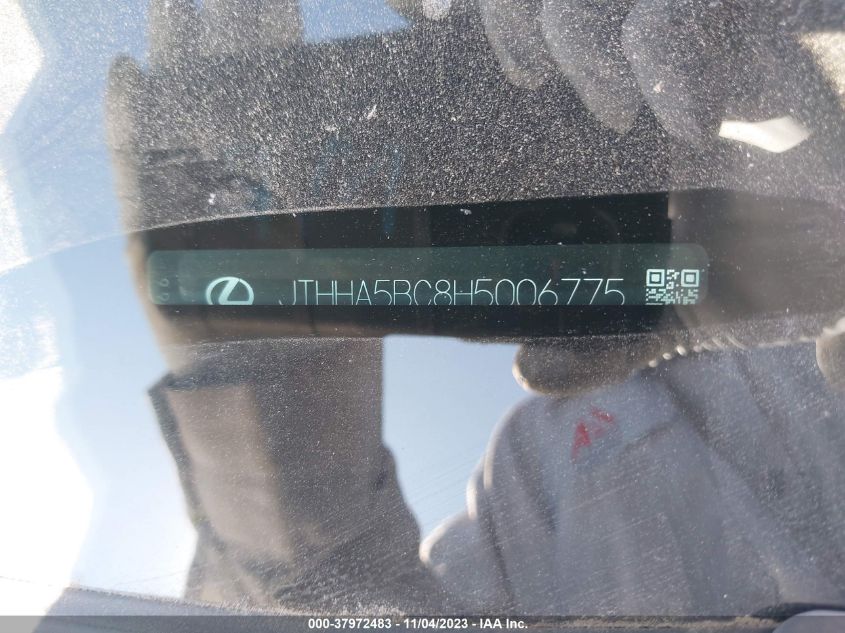 JTHHA5BC8H5006775
000-37972483 - 11/04/2023 - IAA Inc.